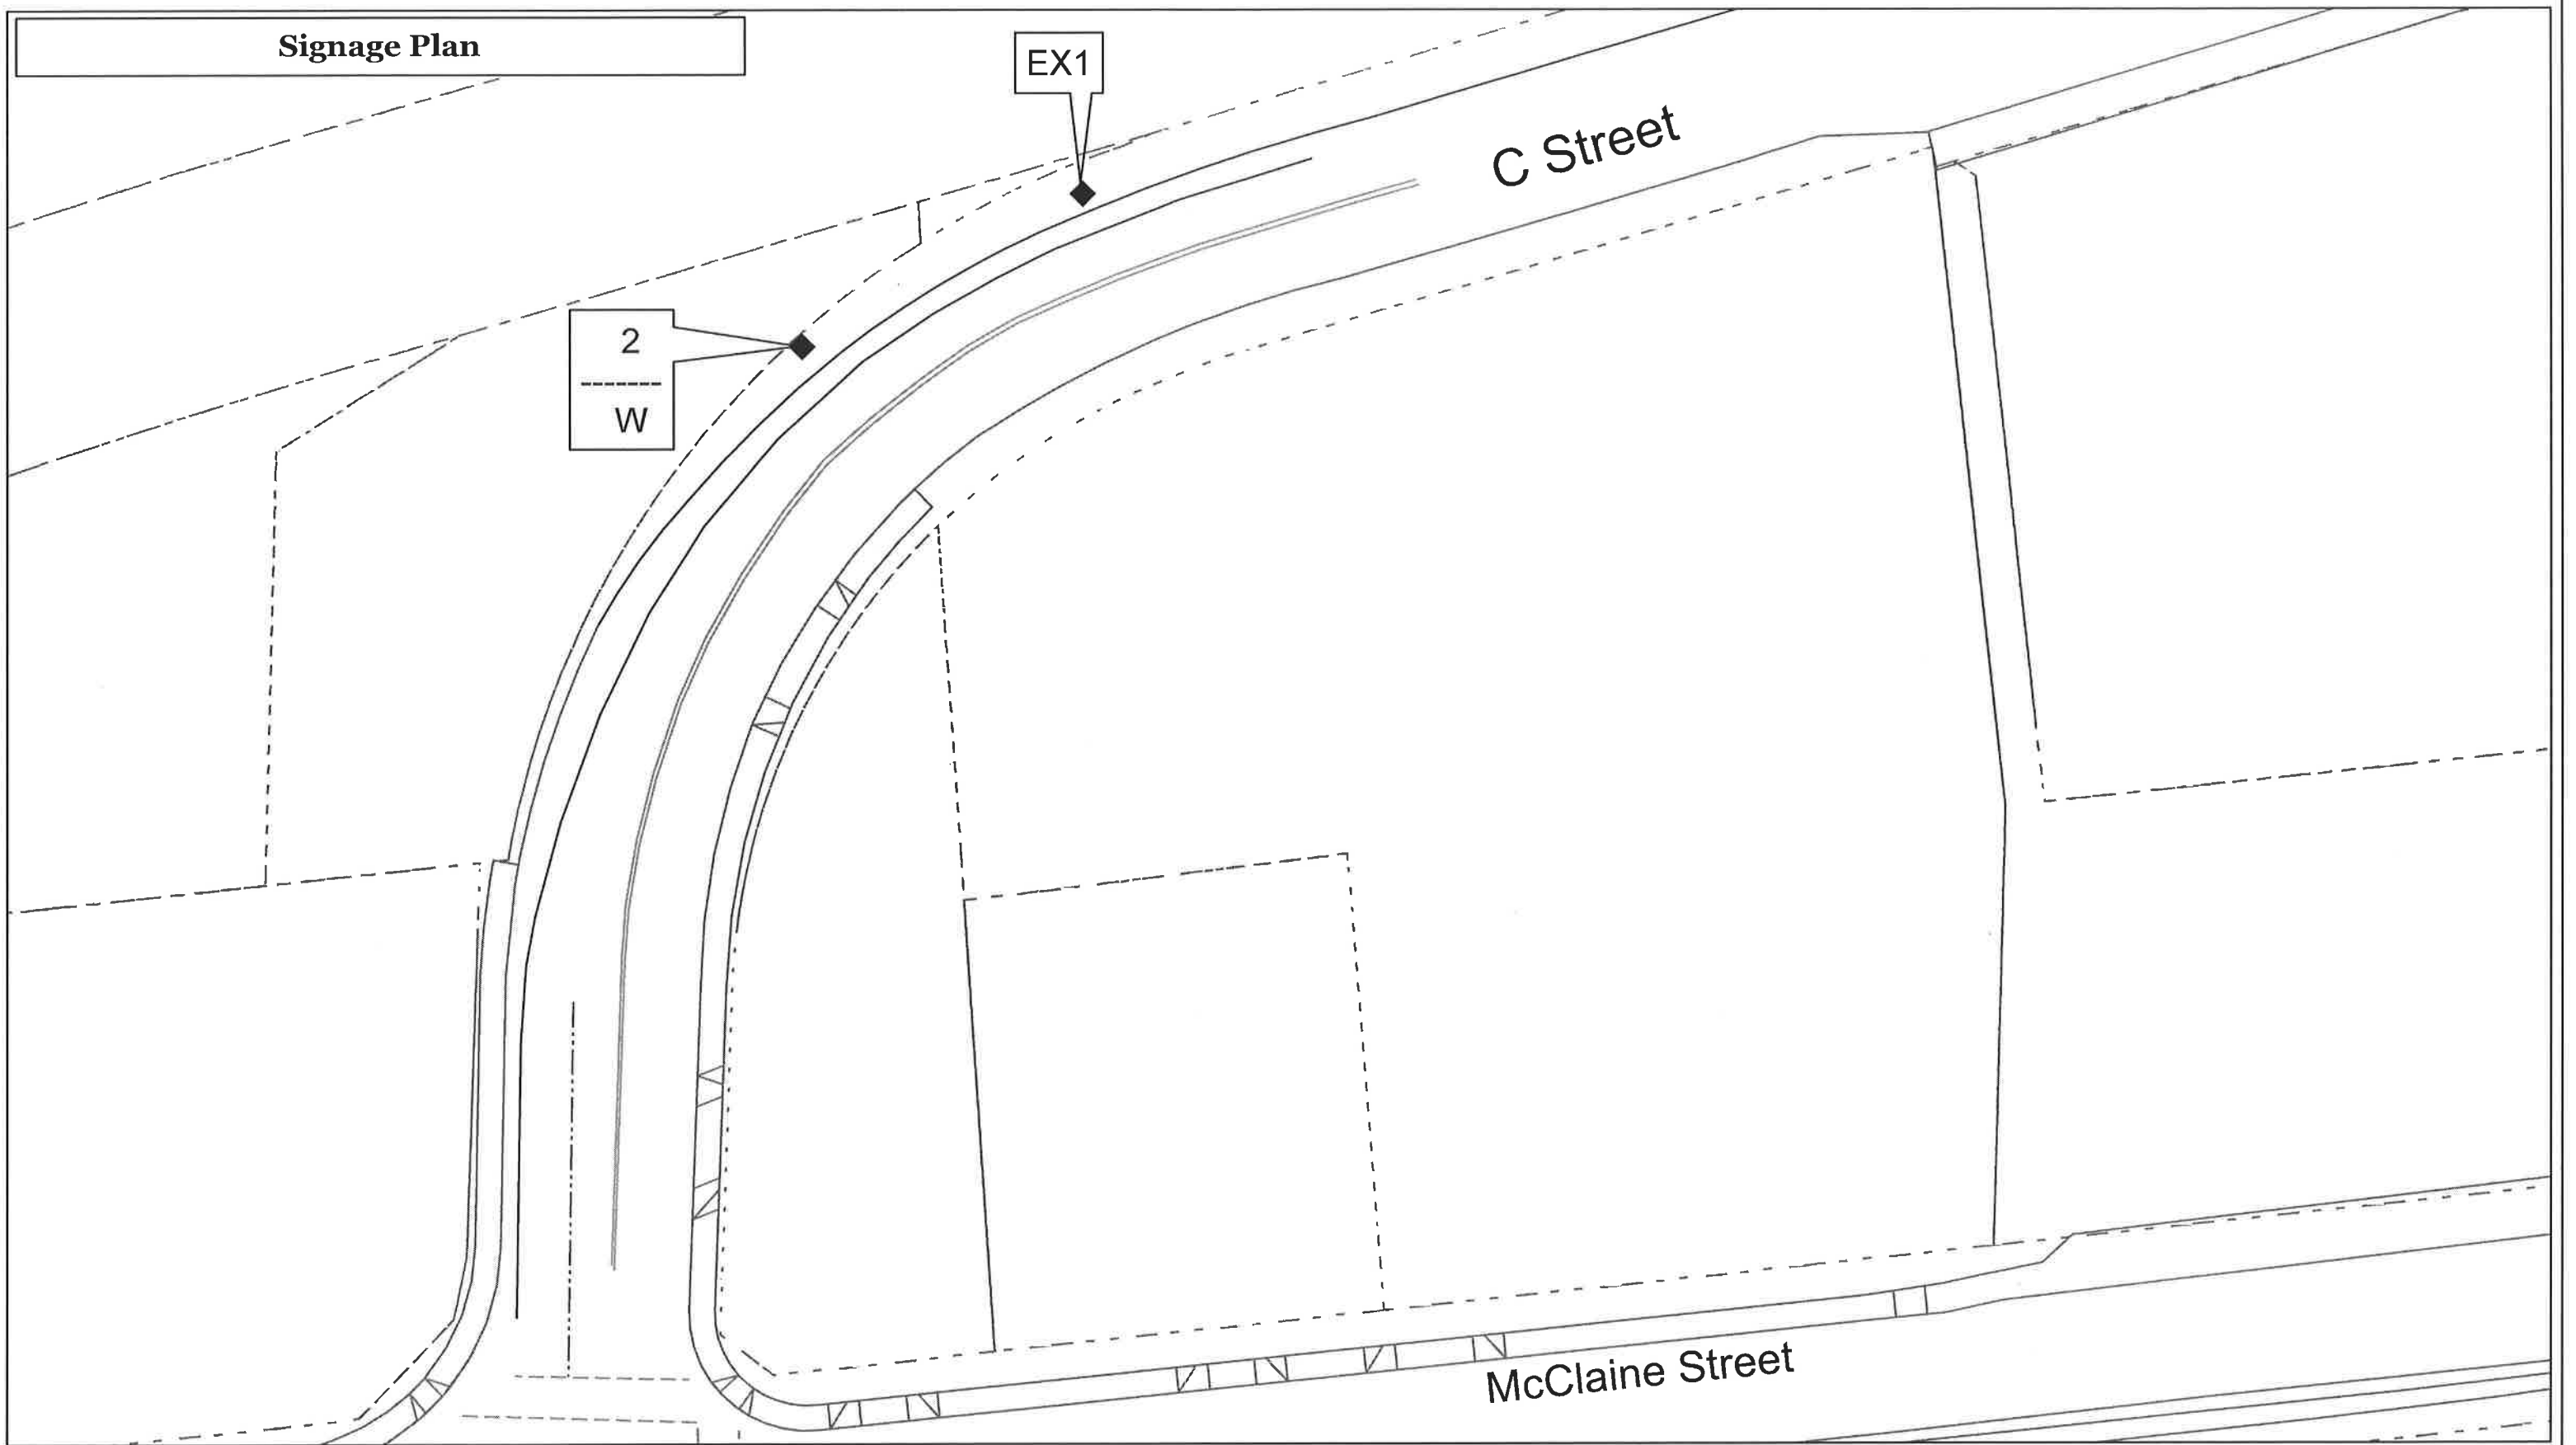 Signage Plan
EX1
C Street
2
-------
W
McClaine Street